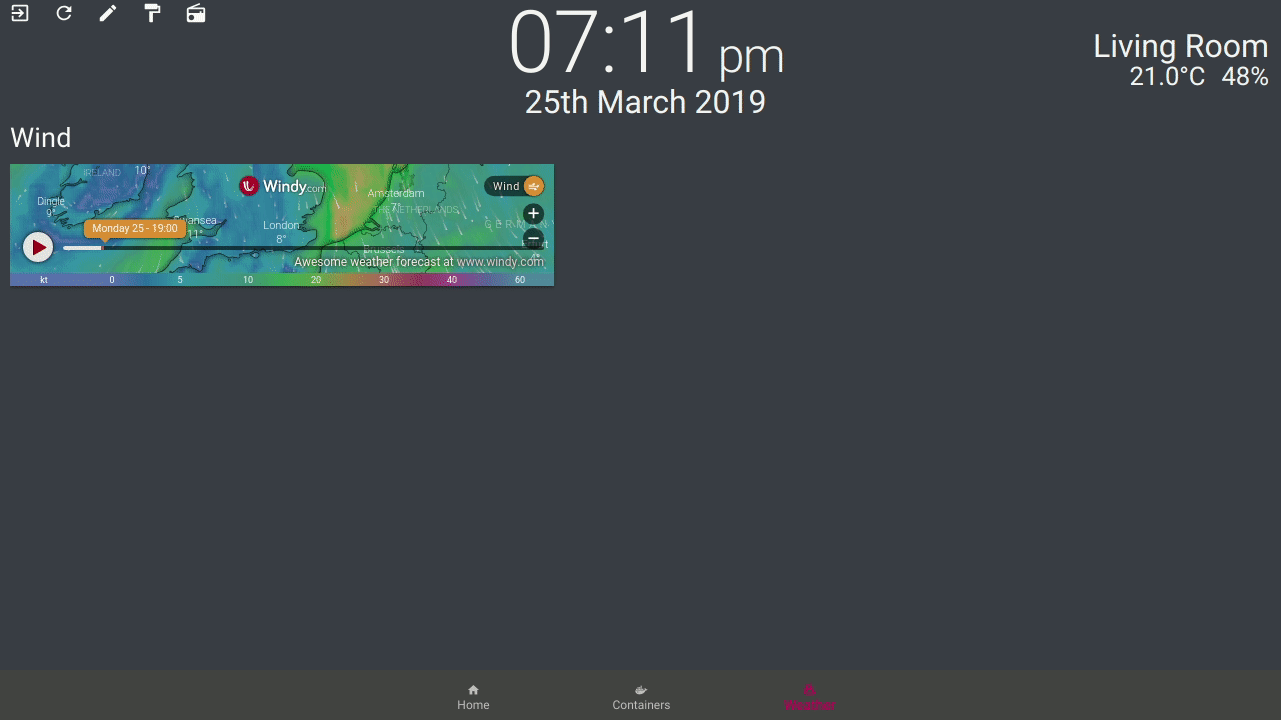 07:11 pm
25th March 2019
Living Room
21.0°C 48%
Wind
IRELAND
10°
Windy.com
Wind
Dingle
9°
Amsterdam
7°
THE NETHERLANDS
Swansea
11°
London
8°
Monday 25 - 19:00
Brussels
Awesome weather forecast at www.windy.com
kt 0 5 10 20 30 40 60
Home
Containers
Weather